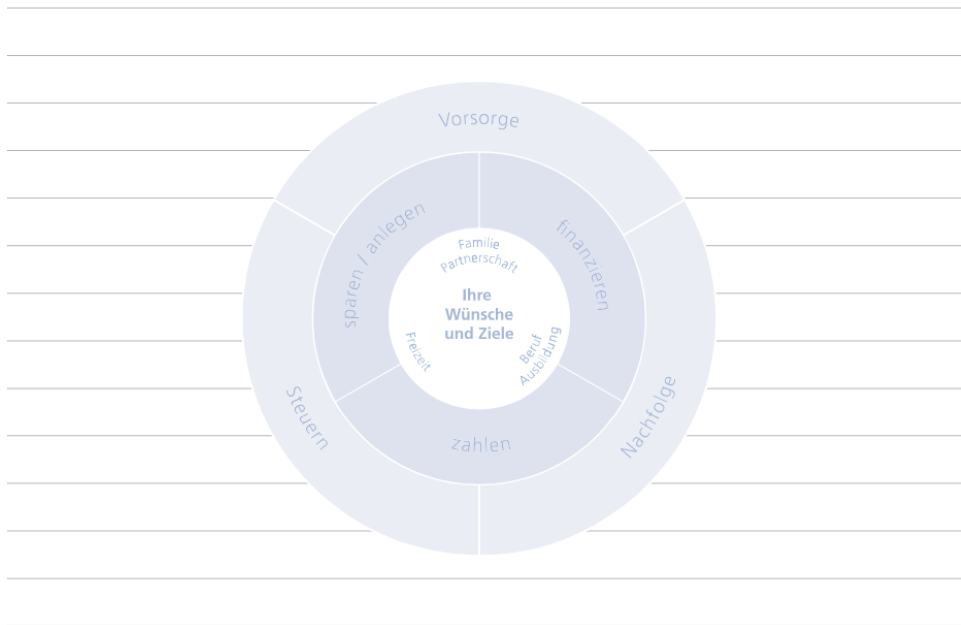 Vorsorge
sparen / anlegen
finanzieren
Familie
Partnerschaft
Ihre
Wünsche
und Ziele
Freizeit
Beruf
Ausbildung
Steuern
zahlen
Nachfolge